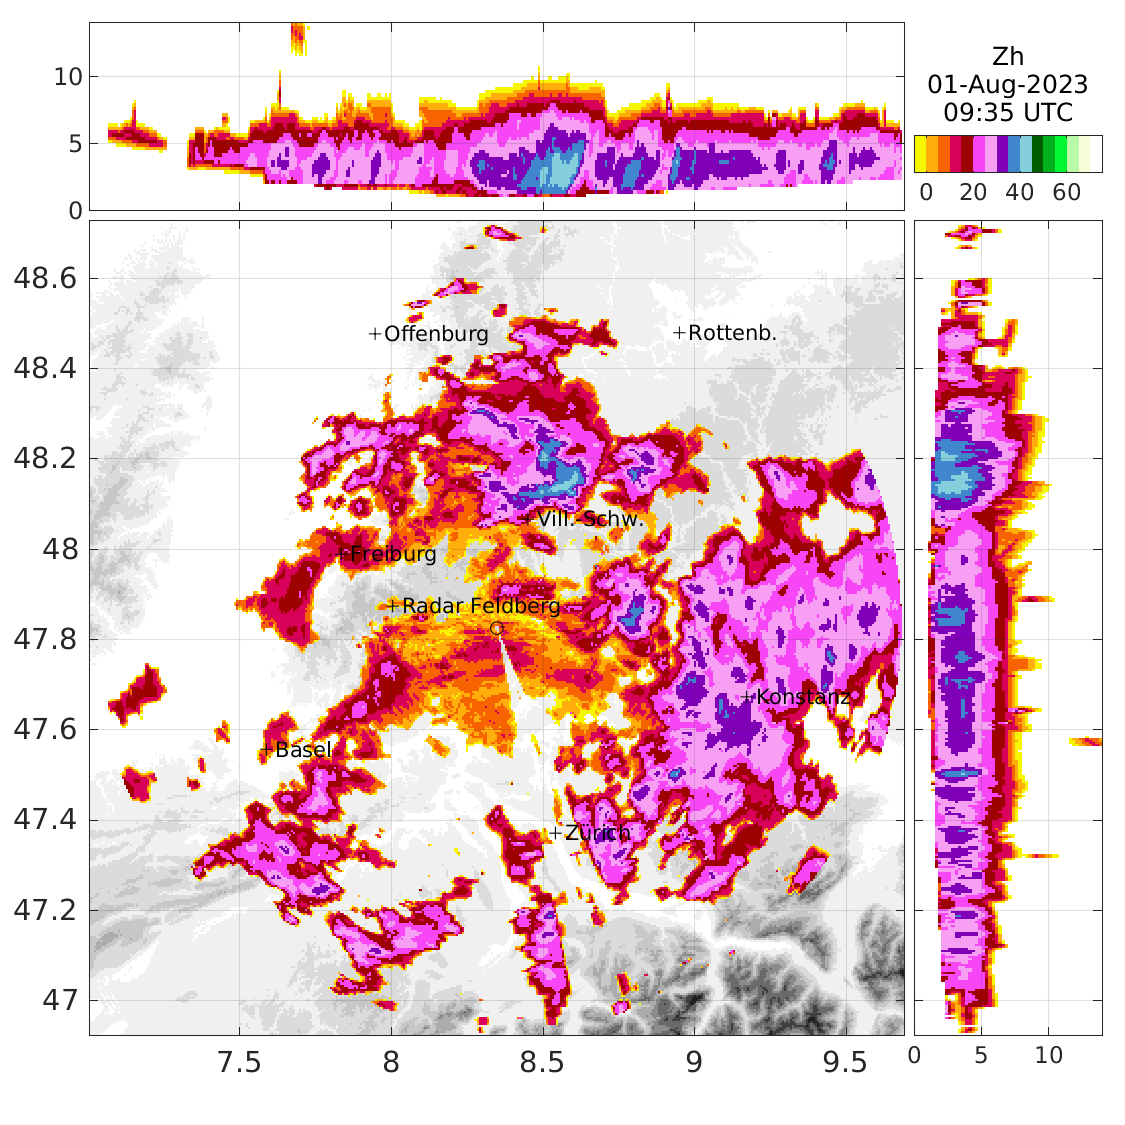 10
5
0
Zh
01-Aug-2023
09:35 UTC
0 20 40 60
48.6
48.4
48.2
48
47.8
47.6
47.4
47.2
47
+Offenburg
+Rottenb.
+Vill.-Schw.
+Freiburg
+Radar Feldberg
+Konstanz
+Basel
+Zürich
7.5 8 8.5 9 9.5
0 5 10